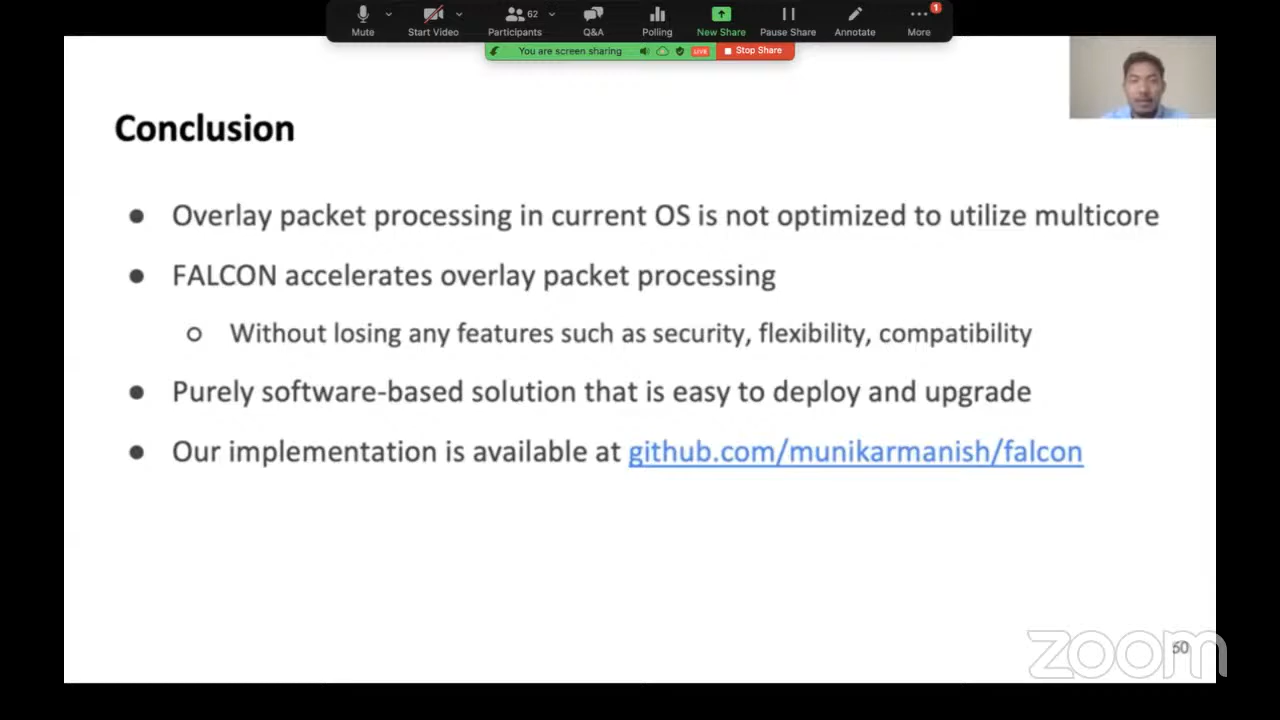 62
1
Mute
Start Video
Participants
Q&A
Polling
New Share
Pause Share
Annotate
More
You are screen sharing
LIVE
Stop Share
Conclusion
● Overlay packet processing in current OS is not optimized to utilize multicore
● FALCON accelerates overlay packet processing
○ Without losing any features such as security, flexibility, compatibility
● Purely software-based solution that is easy to deploy and upgrade
● Our implementation is available at github.com/munikarmanish/falcon
zoom